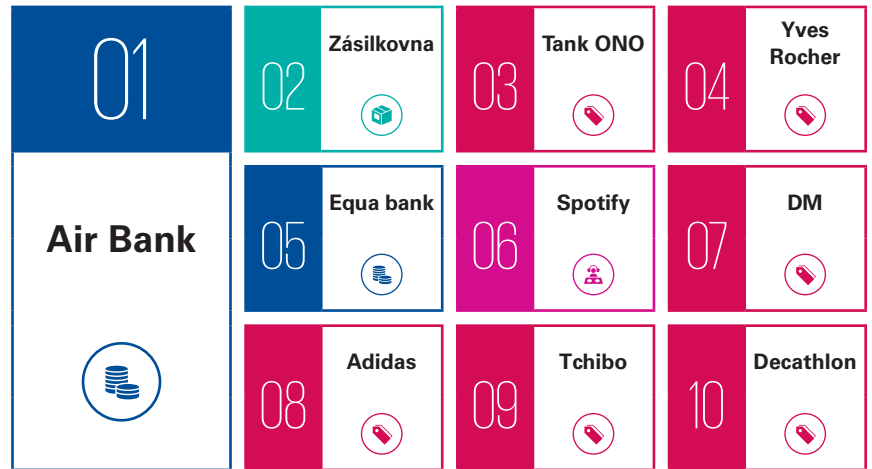 01
Air Bank
02
Zásilkovna
03
Tank ONO
04
Yves
Rocher
05
Equa bank
06
Spotify
07
DM
08
Adidas
09
Tchibo
10
Decathlon